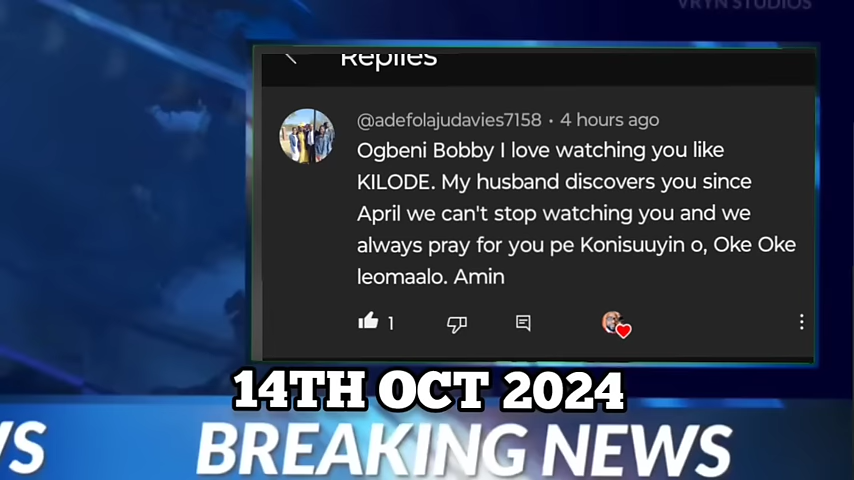 VRYN STUDIOS
Replies
@adefolajudavies7158 · 4 hours ago
Ogbeni Bobby I love watching you like
KILODE. My husband discovers you since
April we can't stop watching you and we
always pray for you pe Konisuuyin o, Oke Oke
leomaalo. Amin
1
14TH OCT 2024
WS BREAKING NEWS